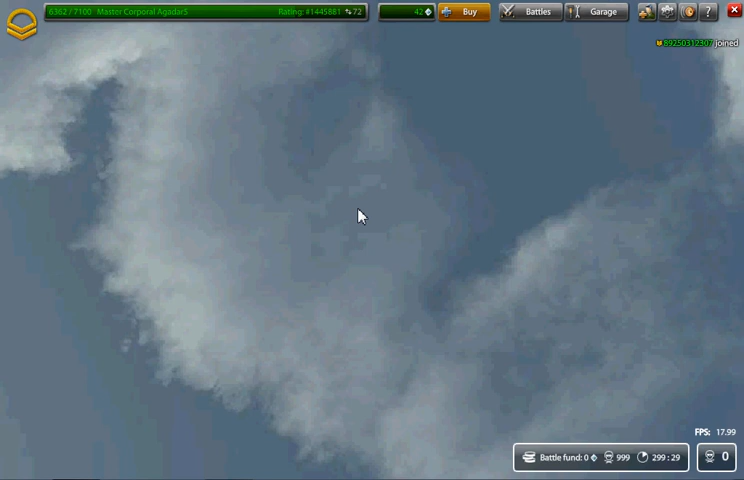 6362 / 7100 Master Corporal AgadarS Rating: #1445881 72 42 Buy Battles Garage ?
89250312307 joined
FPS: 17.99
Battle fund: 0 999 299 : 29 0